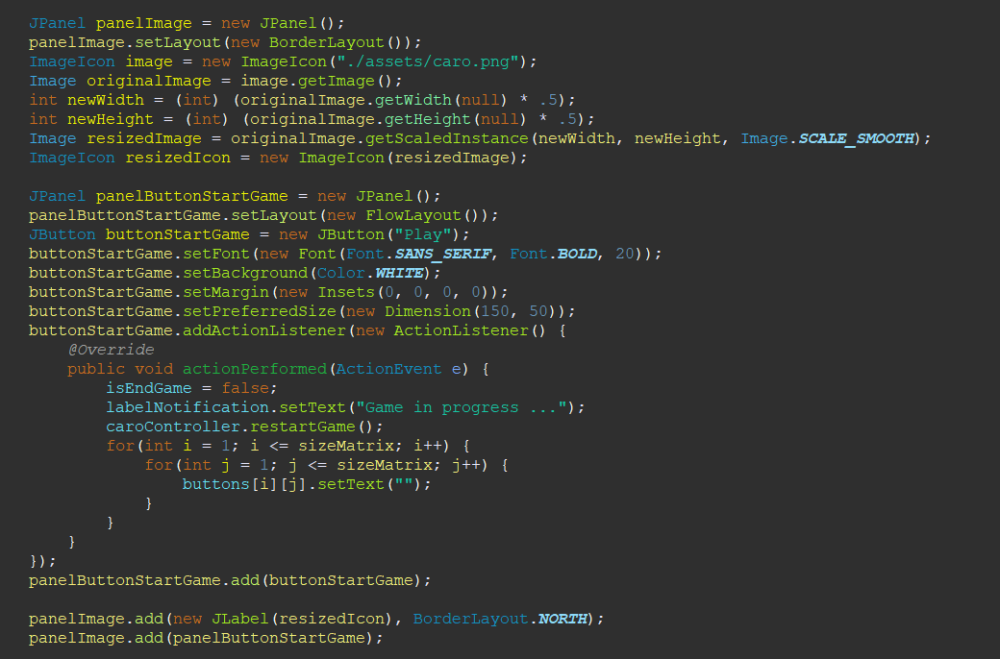 JPanel panelImage = new JPanel();
panelImage.setLayout(new BorderLayout());
ImageIcon image = new ImageIcon("./assets/caro.png");
Image originalImage = image.getImage();
int newWidth = (int) (originalImage.getWidth(null) * .5);
int newHeight = (int) (originalImage.getHeight(null) * .5);
Image resizedImage = originalImage.getScaledInstance(newWidth, newHeight, Image.SCALE_SMOOTH);
ImageIcon resizedIcon = new ImageIcon(resizedImage);

JPanel panelButtonStartGame = new JPanel();
panelButtonStartGame.setLayout(new FlowLayout());
JButton buttonStartGame = new JButton("Play");
buttonStartGame.setFont(new Font(Font.SANS_SERIF, Font.BOLD, 20));
buttonStartGame.setBackground(Color.WHITE);
buttonStartGame.setMargin(new Insets(0, 0, 0, 0));
buttonStartGame.setPreferredSize(new Dimension(150, 50));
buttonStartGame.addActionListener(new ActionListener() {
    @Override
    public void actionPerformed(ActionEvent e) {
        isEndGame = false;
        labelNotification.setText("Game in progress ...");
        caroController.restartGame();
        for(int i = 1; i <= sizeMatrix; i++) {
            for(int j = 1; j <= sizeMatrix; j++) {
                buttons[i][j].setText("");
            }
        }
    }
});
panelButtonStartGame.add(buttonStartGame);

panelImage.add(new JLabel(resizedIcon), BorderLayout.NORTH);
panelImage.add(panelButtonStartGame);